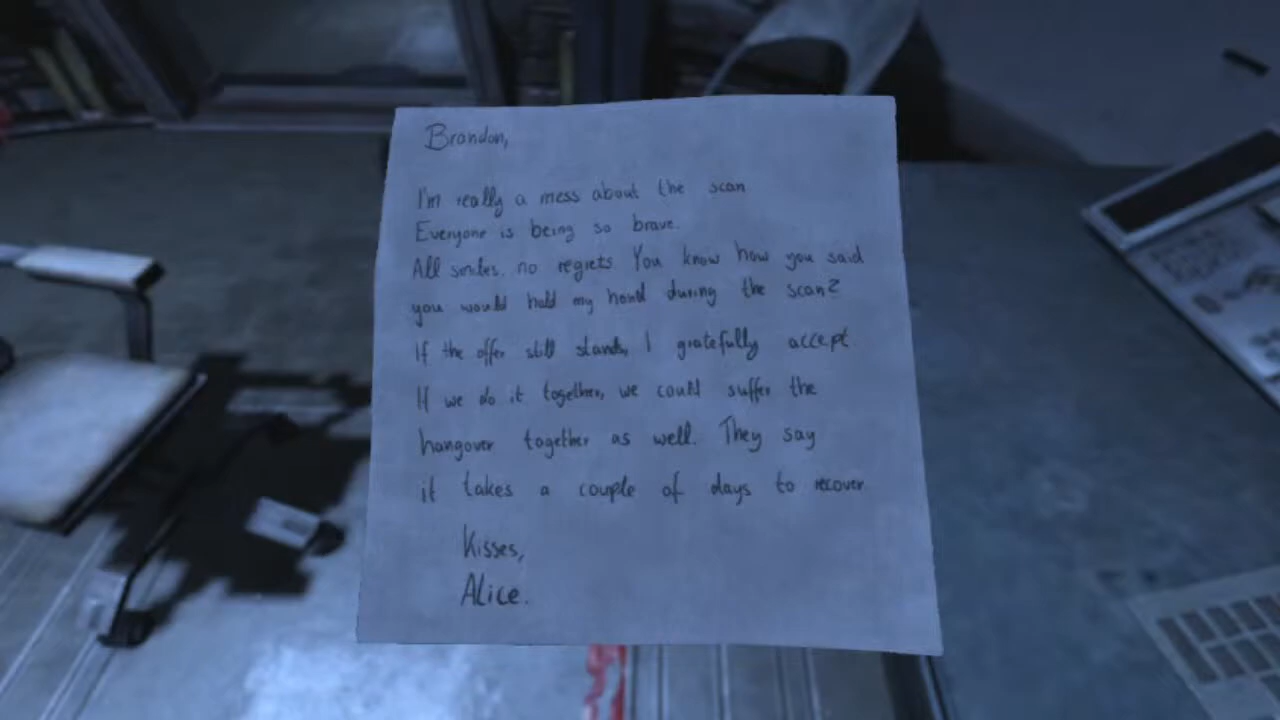 Brandon,
I'm really a mess about the scan
Everyone is being so brave.
All smiles, no regrets. You know how you said
you would hold my hand during the scan?
If the offer still stands, I gratefully accept
If we do it together, we could suffer the
hangover together as well. They say
it takes a couple of days to recover
Kisses,
Alice.